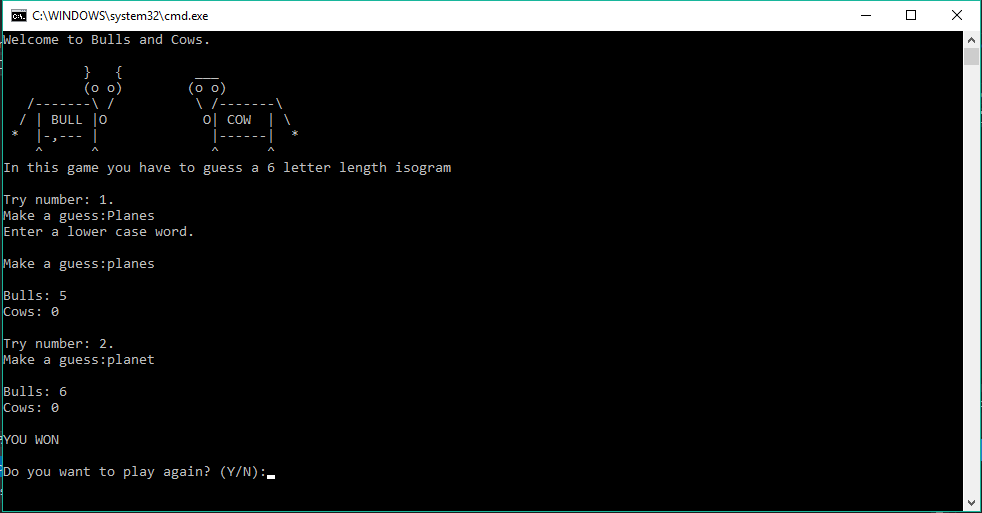 C:\WINDOWS\system32\cmd.exe
Welcome to Bulls and Cows.
          }   {         ___
          (o o)        (o o)
   /-------\ /          \ /-------\
  / | BULL |O            O| COW  | \
 *  |-,--- |              |------|  *
    ^      ^              ^      ^
In this game you have to guess a 6 letter length isogram
Try number: 1.
Make a guess:Planes
Enter a lower case word.
Make a guess:planes
Bulls: 5
Cows: 0
Try number: 2.
Make a guess:planet
Bulls: 6
Cows: 0
YOU WON
Do you want to play again? (Y/N):